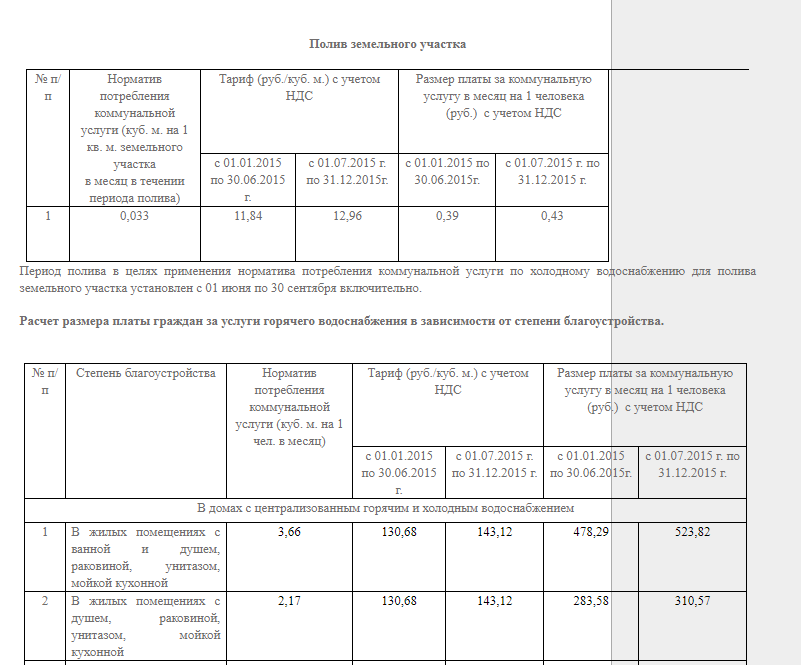 Полив земельного участка
№ п/
п
Норматив
потребления
коммунальной
услуги (куб. м. на 1
кв. м. земельного
участка
в месяц в течении
периода полива)
Тариф (руб./куб. м.) с учетом
НДС
Размер платы за коммунальную
услугу в месяц на 1 человека
(руб.) с учетом НДС
с 01.01.2015
по 30.06.2015
г.
с 01.07.2015 г.
по 31.12.2015г.
с 01.01.2015 по
30.06.2015г.
с 01.07.2015 г. по
31.12.2015 г.
1 0,033 11,84 12,96 0,39 0,43
Период полива в целях применения норматива потребления коммунальной услуги по холодному водоснабжению для полива
земельного участка установлен с 01 июня по 30 сентября включительно.
Расчет размера платы граждан за услуги горячего водоснабжения в зависимости от степени благоустройства.
№ п/
п
Степень благоустройства
Норматив
потребления
коммунальной
услуги (куб. м. на 1
чел. в месяц)
Тариф (руб./куб. м.) с учетом
НДС
Размер платы за коммунальную
услугу в месяц на 1 человека
(руб.) с учетом НДС
с 01.01.2015
по 30.06.2015
г.
с 01.07.2015 г.
по 31.12.2015 г.
с 01.01.2015
по 30.06.2015г.
с 01.07.2015 г. по
31.12.2015 г.
В домах с централизованным горячим и холодным водоснабжением
1 В жилых помещениях с 3,66 130,68 143,12 478,29 523,82
ванной и душем,
раковиной, унитазом,
мойкой кухонной
2 В жилых помещениях с 2,17 130,68 143,12 283,58 310,57
душем, раковиной,
унитазом, мойкой
кухонной